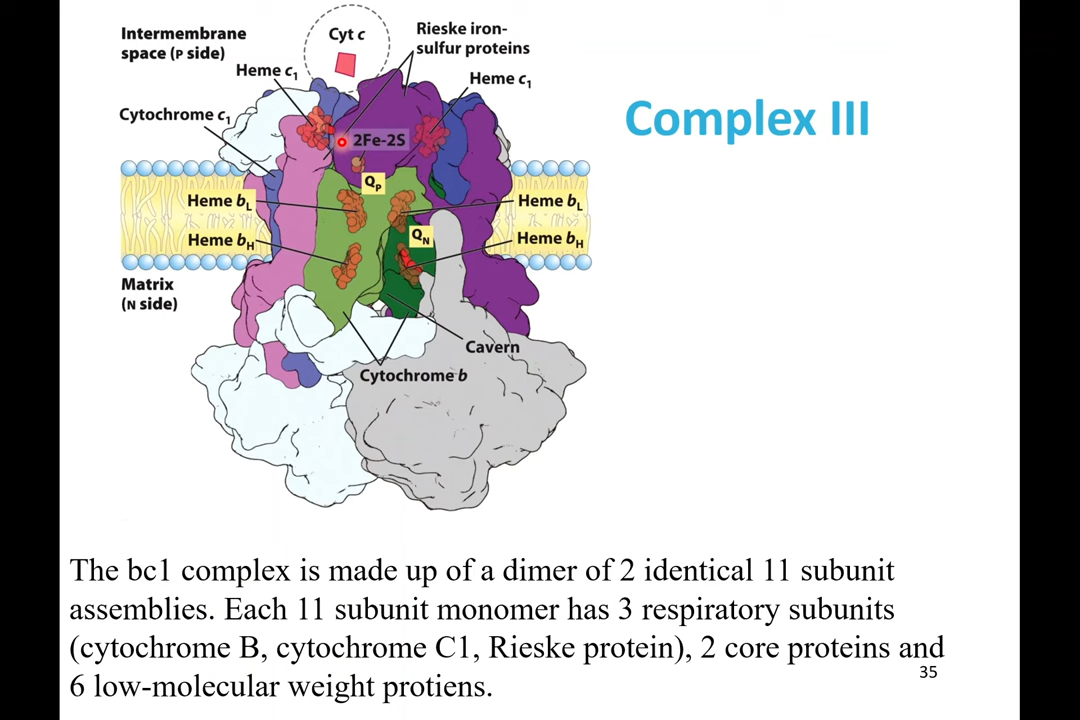 Complex III
Intermembrane
space (P side)
Cyt c
Rieske iron-
sulfur proteins
Heme c1
Heme c1
Cytochrome c1
2Fe-2S
QP
Heme bL
Heme bL
QN
Heme bH
Heme bH
Matrix
(N side)
Cavern
Cytochrome b
The bc1 complex is made up of a dimer of 2 identical 11 subunit
assemblies. Each 11 subunit monomer has 3 respiratory subunits
(cytochrome B, cytochrome C1, Rieske protein), 2 core proteins and
6 low-molecular weight protiens.
35